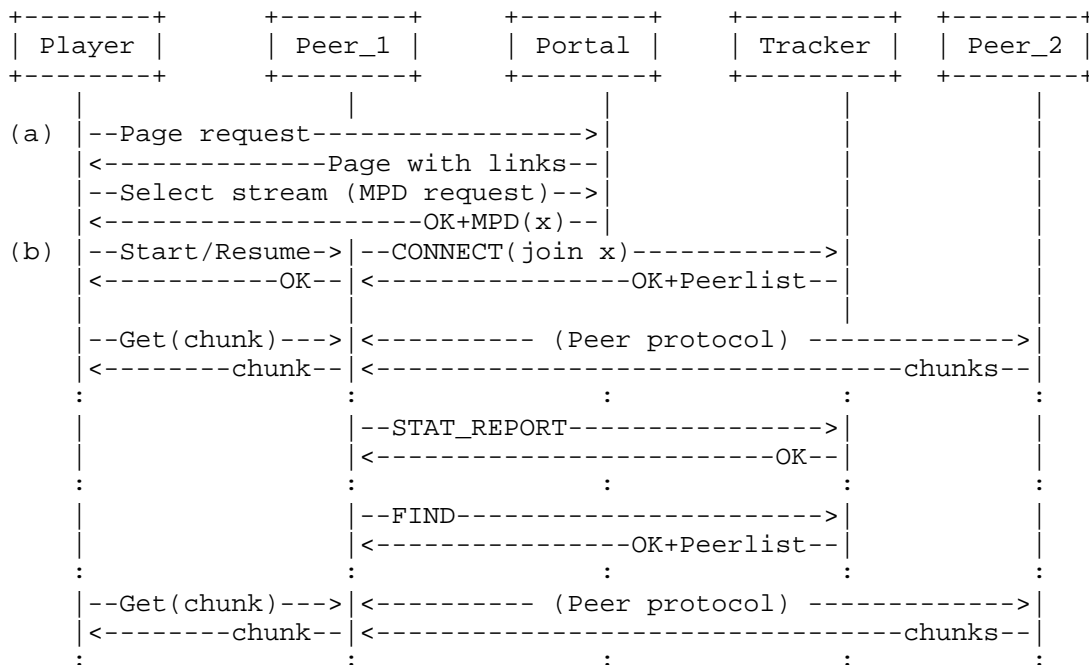 +--------+      +--------+      +--------+     +---------+  +--------+
| Player |      | Peer_1 |      | Portal |     | Tracker |  | Peer_2 |
+--------+      +--------+      +--------+     +---------+  +--------+
     |                 |                |               |            |
(a)  |--Page request----------------->|               |            |
     |<--------------Page with links--|               |            |
     |--Select stream (MPD request)-->|               |            |
     |<--------------------OK+MPD(x)--|               |            |
(b)  |--Start/Resume->|--CONNECT(join x)------------>|            |
     |<-----------OK--|<----------------OK+Peerlist--|            |
     |                |                              |            |
     |--Get(chunk)--->|<---------- (Peer protocol) ------------->|
     |<--------chunk--|<---------------------------------chunks--|
     :                :               :              :           :
     |                |--STAT_REPORT---------------->|           |
     |                |<-------------------------OK--|           |
     :                :               :              :           :
     |                |--FIND----------------------->|           |
     |                |<----------------OK+Peerlist--|           |
     :                :               :              :           :
     |--Get(chunk)--->|<---------- (Peer protocol) ------------->|
     |<--------chunk--|<---------------------------------chunks--|
     :                :               :              :           :